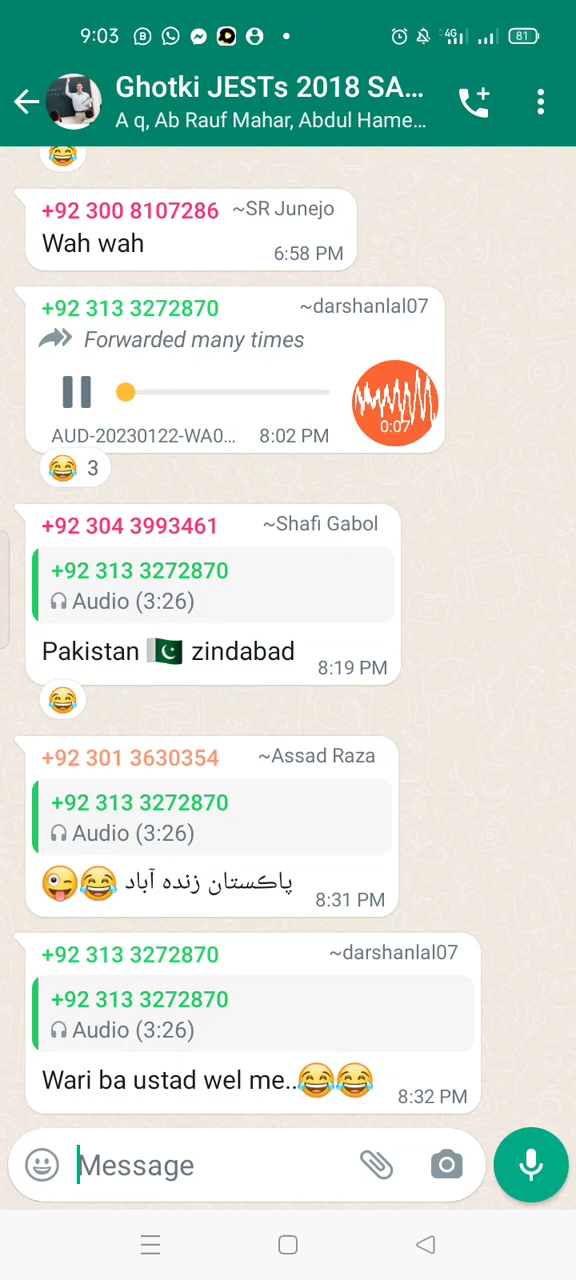 9:03
4G
81
Ghotki JESTs 2018 SA...
A q, Ab Rauf Mahar, Abdul Hame...
😂
+92 300 8107286 ~SR Junejo
Wah wah
6:58 PM
+92 313 3272870 ~darshanlal07
Forwarded many times
0:07
AUD-20230122-WA0... 8:02 PM
😂 3
+92 304 3993461 ~Shafi Gabol
+92 313 3272870
Audio (3:26)
Pakistan 🇵🇰 zindabad
8:19 PM
😂
+92 301 3630354 ~Assad Raza
+92 313 3272870
Audio (3:26)
پاکستان زنده آباد 😂😜
8:31 PM
+92 313 3272870 ~darshanlal07
+92 313 3272870
Audio (3:26)
Wari ba ustad wel me..😂😂
8:32 PM
Message